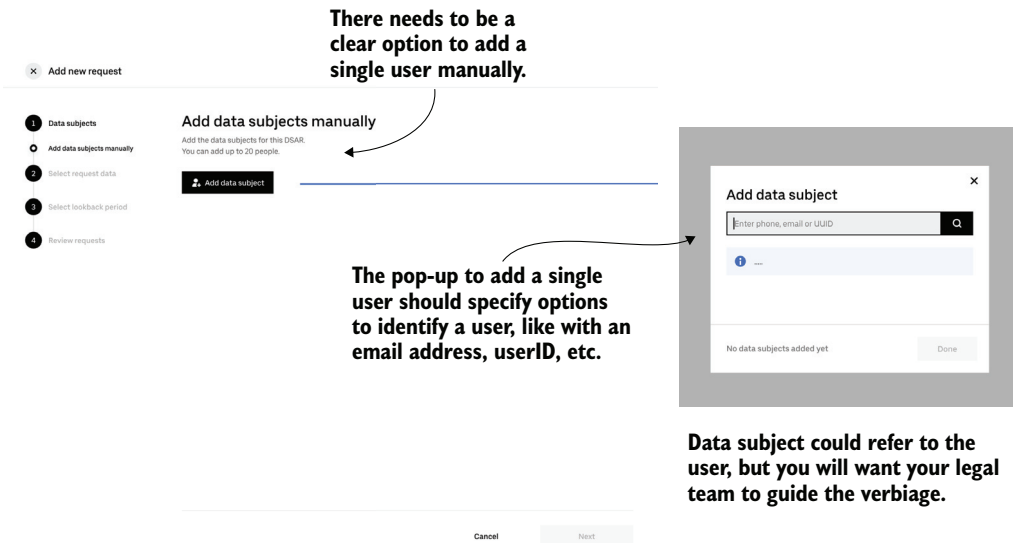 There needs to be a
clear option to add a
single user manually.
Add new request
1 Data subjects
Add data subjects manually
2 Select request data
3 Select lookback period
4 Review requests
Add data subjects manually
Add the data subjects for this DSAR.
You can add up to 20 people.
Add data subject
The pop-up to add a single
user should specify options
to identify a user, like with an
email address, userID, etc.
Cancel
Next
Add data subject
Enter phone, email or UUID
No data subjects added yet
Done
Data subject could refer to the
user, but you will want your legal
team to guide the verbiage.